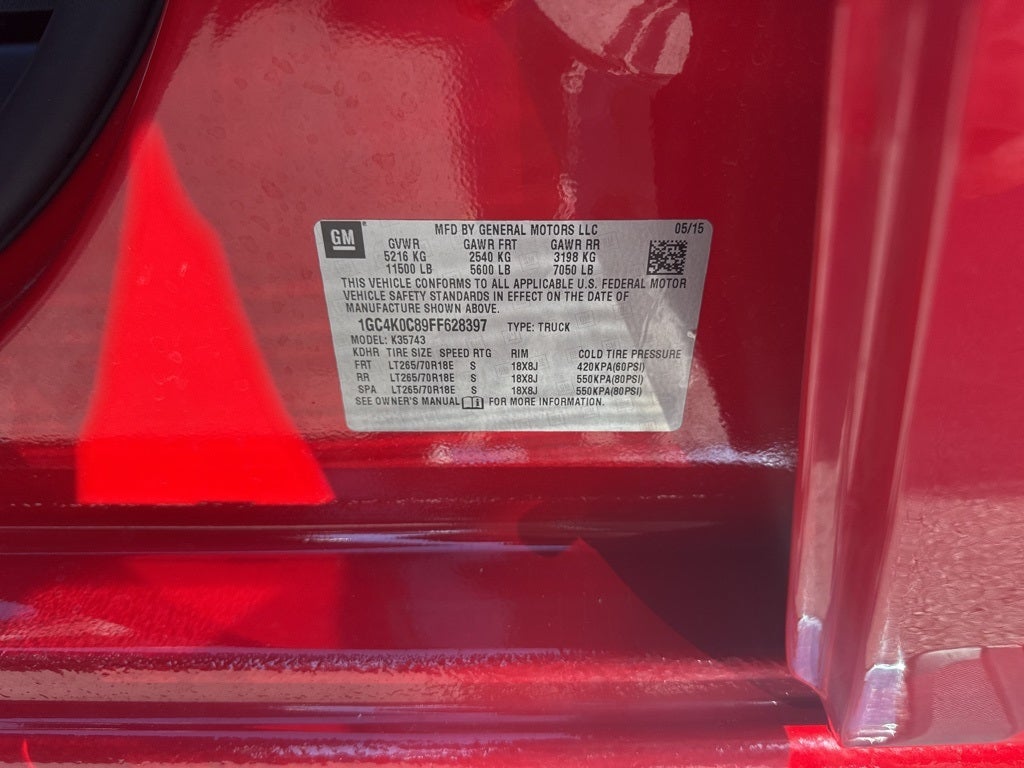 GM MFD BY GENERAL MOTORS LLC 05/15
GVWR GAWR FRT GAWR RR
5216 KG 2540 KG 3198 KG
11500 LB 5600 LB 7050 LB
THIS VEHICLE CONFORMS TO ALL APPLICABLE U.S. FEDERAL MOTOR
VEHICLE SAFETY STANDARDS IN EFFECT ON THE DATE OF
MANUFACTURE SHOWN ABOVE.
1GC4K0C89FF628397 TYPE: TRUCK
MODEL: K35743
KDHR TIRE SIZE SPEED RTG RIM COLD TIRE PRESSURE
FRT LT265/70R18E S 18X8J 420KPA(60PSI)
RR LT265/70R18E S 18X8J 550KPA(80PSI)
SPA LT265/70R18E S 18X8J 550KPA(80PSI)
SEE OWNER'S MANUAL FOR MORE INFORMATION.